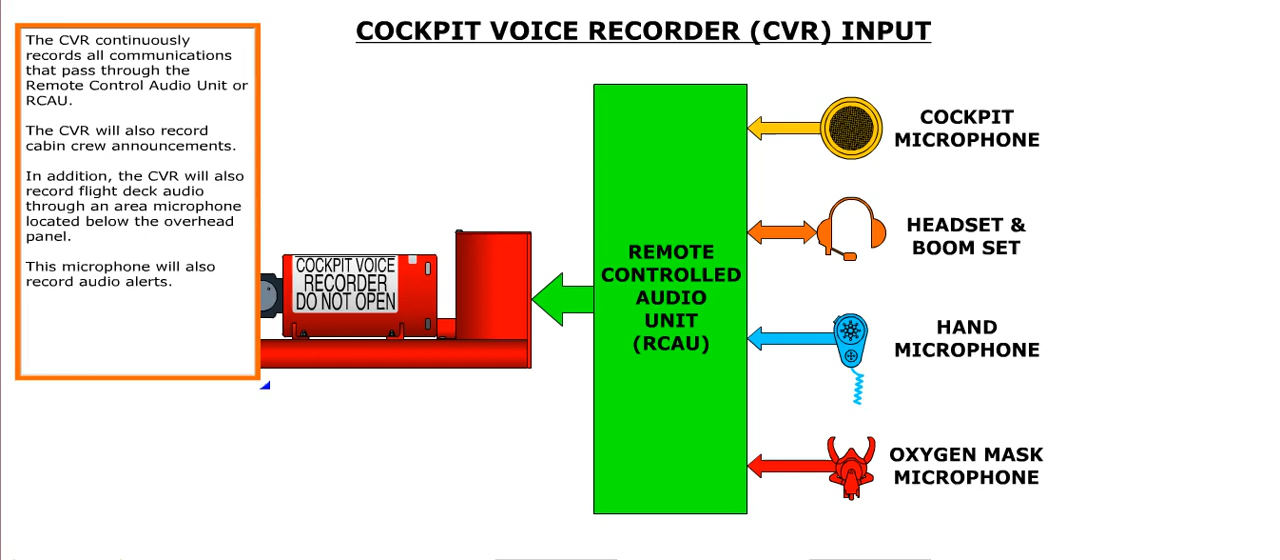 COCKPIT VOICE RECORDER (CVR) INPUT
The CVR continuously
records all communications
that pass through the
Remote Control Audio Unit or
RCAU.
The CVR will also record
cabin crew announcements.
In addition, the CVR will also
record flight deck audio
through an area microphone
located below the overhead
panel.
This microphone will also
record audio alerts.
COCKPIT VOICE
RECORDER
DO NOT OPEN
REMOTE
CONTROLLED
AUDIO
UNIT
(RCAU)
COCKPIT
MICROPHONE
HEADSET &
BOOM SET
HAND
MICROPHONE
OXYGEN MASK
MICROPHONE